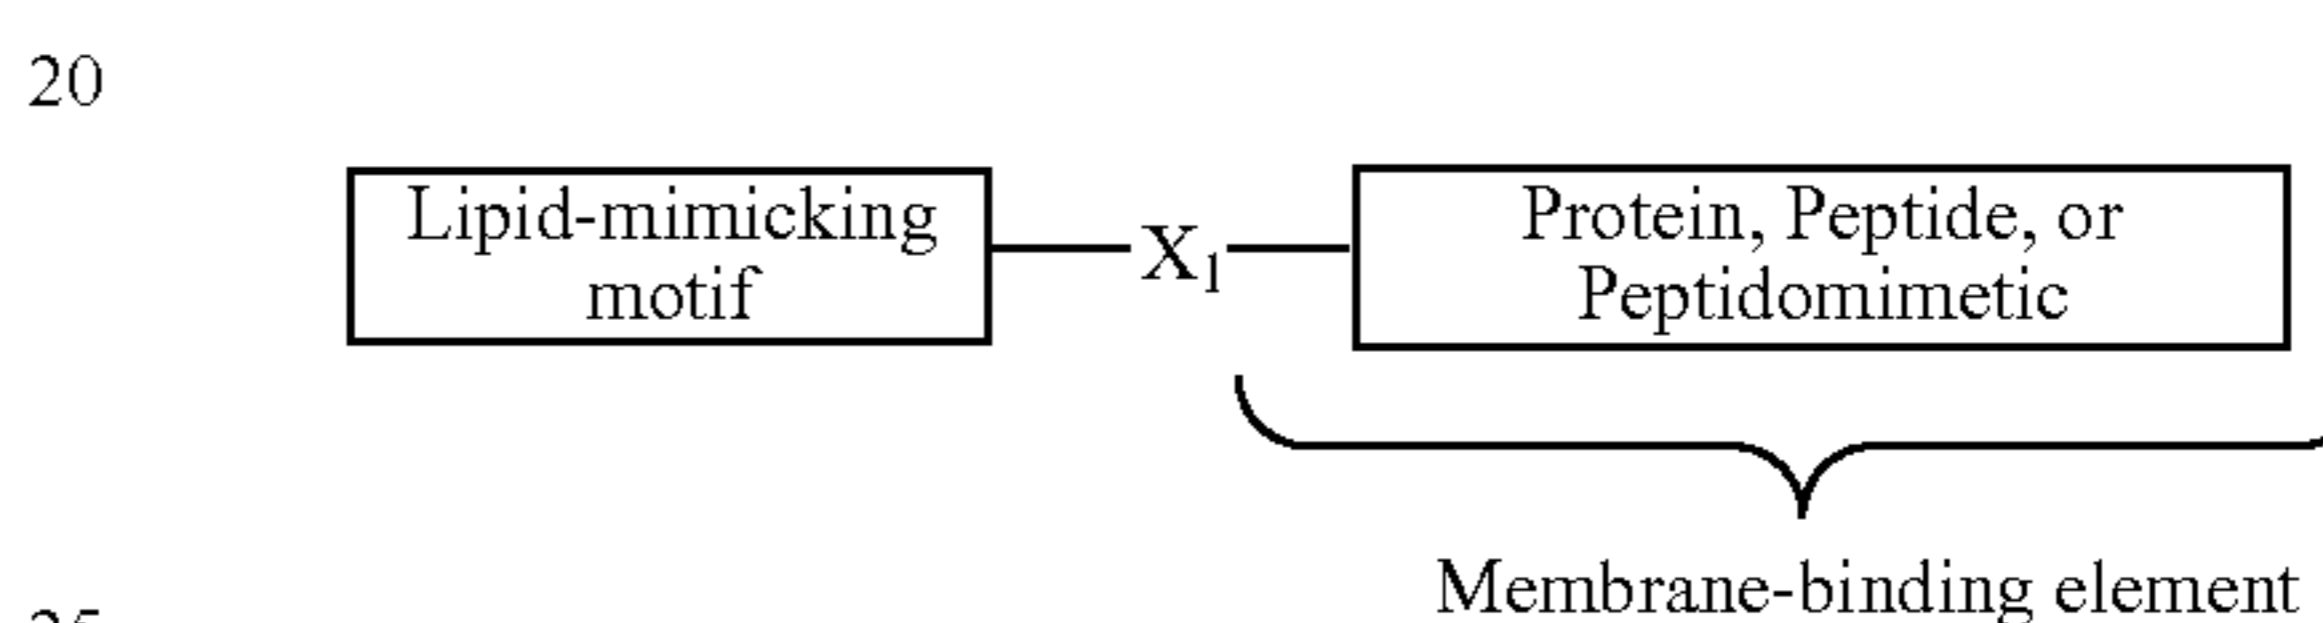 20
Lipid-mimicking
motif
X₁
Protein, Peptide, or
Peptidomimetic
Membrane-binding element